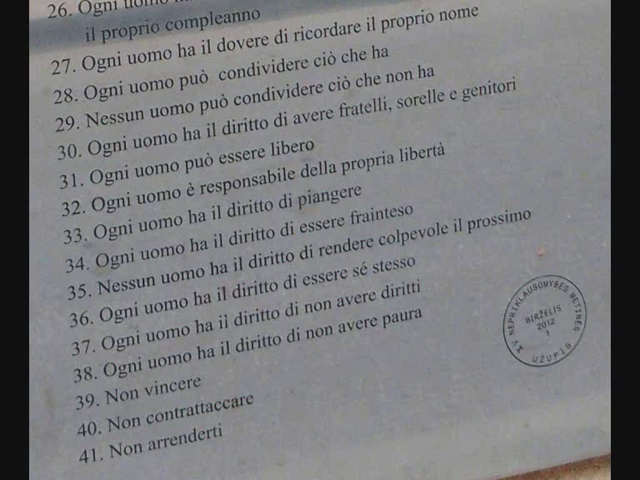 26. Ogni uomo
il proprio compleanno
27. Ogni uomo ha il dovere di ricordare il proprio nome
28. Ogni uomo può condividere ciò che ha
29. Nessun uomo può condividere ciò che non ha
30. Ogni uomo ha il diritto di avere fratelli, sorelle e genitori
31. Ogni uomo può essere libero
32. Ogni uomo è responsabile della propria libertà
33. Ogni uomo ha il diritto di piangere
34. Ogni uomo ha il diritto di essere frainteso
35. Nessun uomo ha il diritto di rendere colpevole il prossimo
36. Ogni uomo ha il diritto di essere sé stesso
37. Ogni uomo ha il diritto di non avere diritti
38. Ogni uomo ha il diritto di non avere paura
39. Non vincere
40. Non contrattaccare
41. Non arrenderti
XV NEPRIKLAUSOMYBĖS METINĖS
BIRŽELIS
2012
1
UŽUPIS